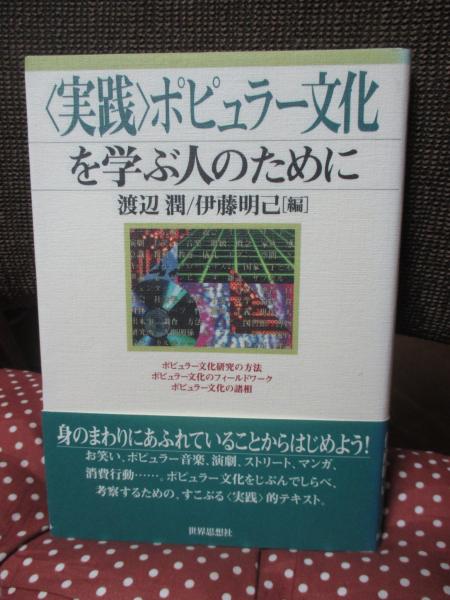 〈実践〉ポピュラー文化
を学ぶ人のために
渡辺 潤/伊藤明己[編]
ポピュラー文化研究の方法
ポピュラー文化のフィールドワーク
ポピュラー文化の諸相
身のまわりにあふれていることからはじめよう!
お笑い、ポピュラー音楽、演劇、ストリート、マンガ、
消費行動……。ポピュラー文化をじぶんでしらべ、
考察するための、すこぶる〈実践〉的テキスト。
世界思想社